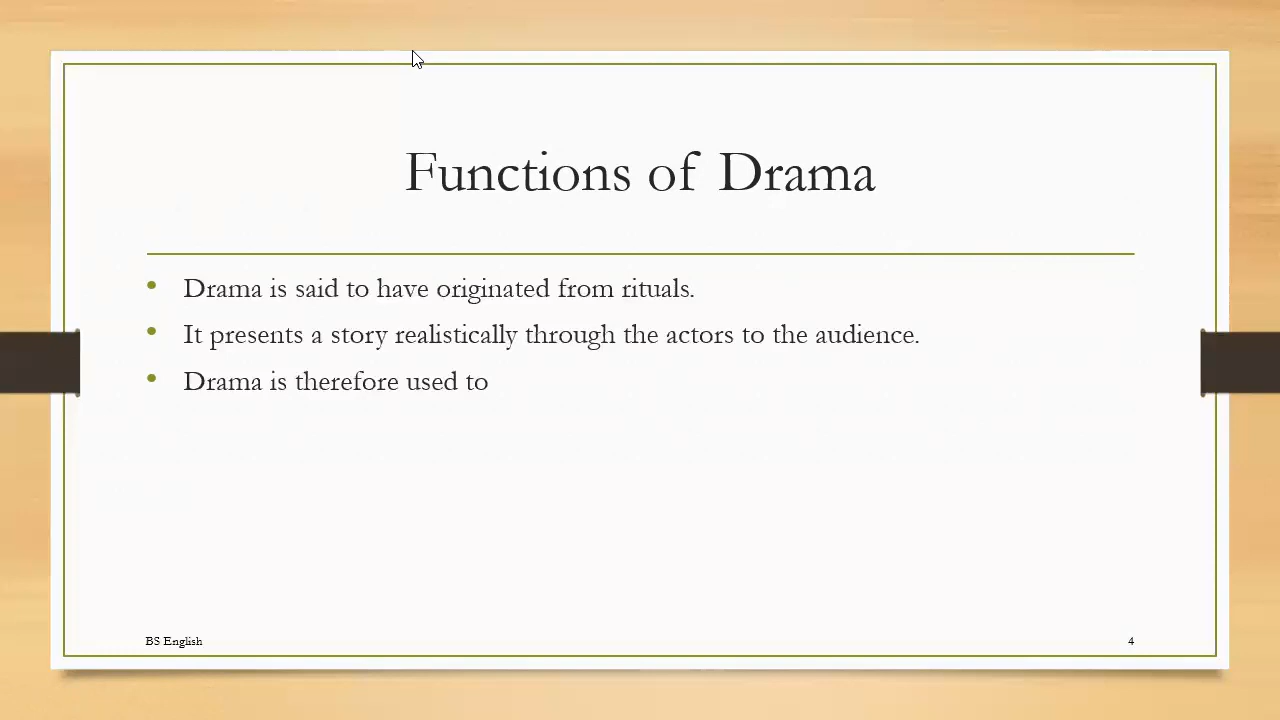 Functions of Drama
• Drama is said to have originated from rituals.
• It presents a story realistically through the actors to the audience.
• Drama is therefore used to
BS English
4